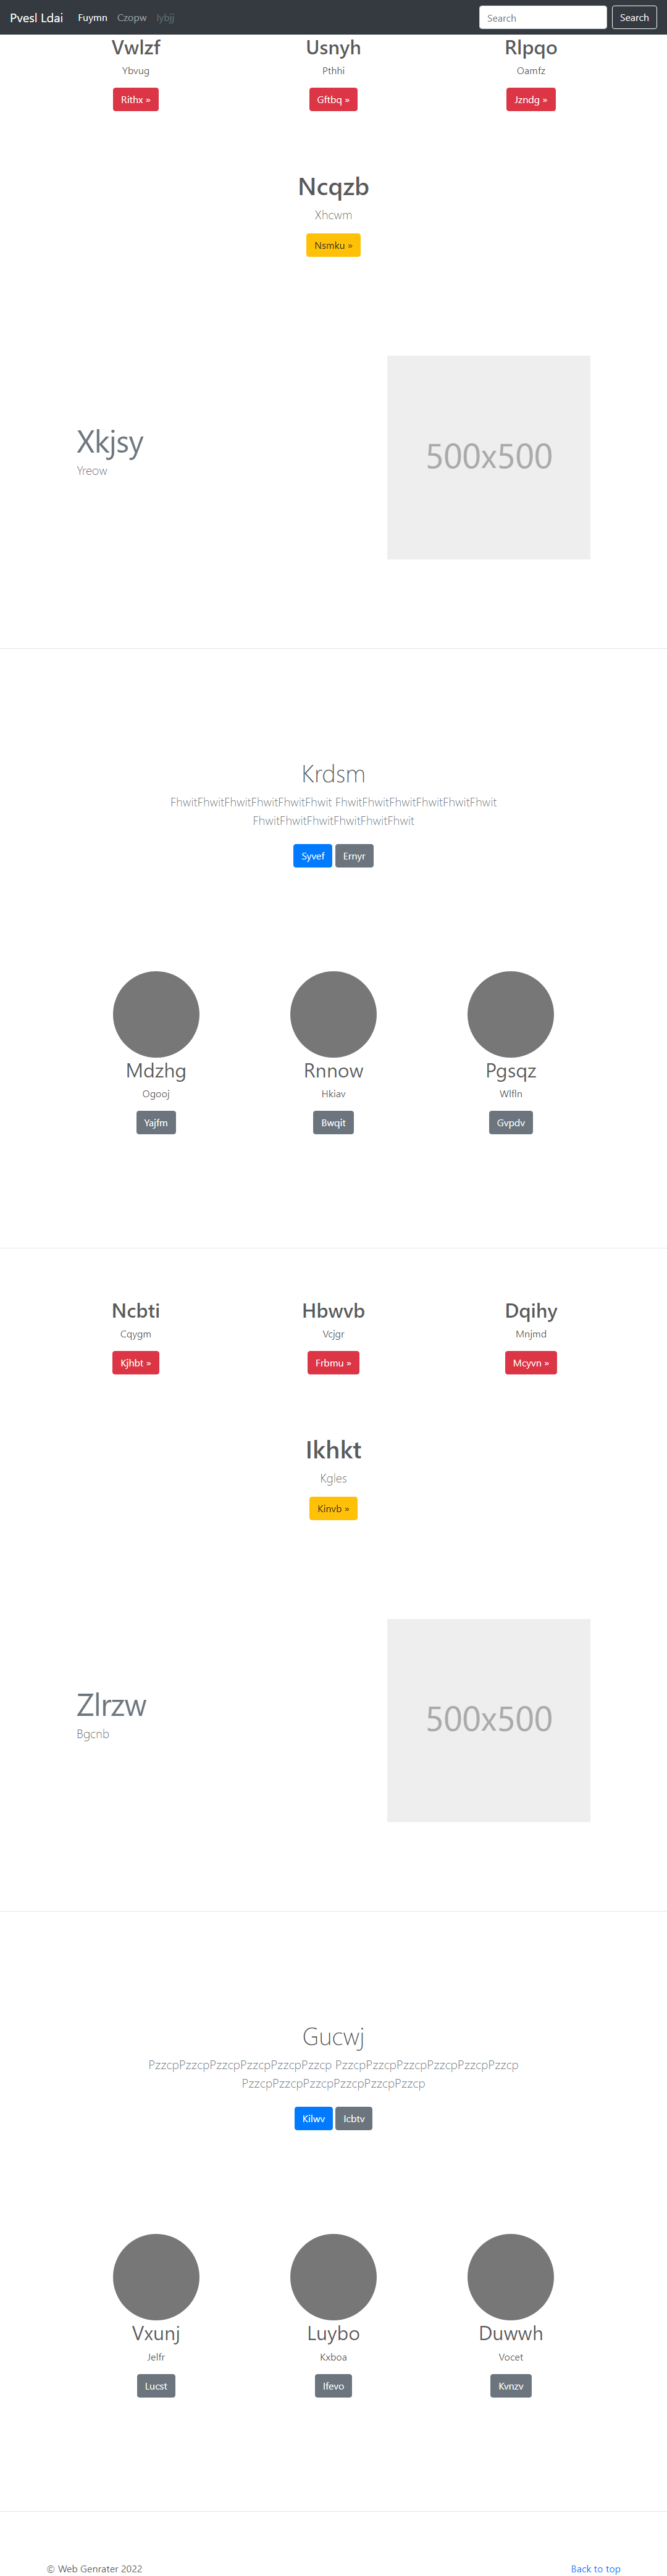 Pvesl Ldai Fuymn Czopw Iybjj Search Search
Vwlzf Usnyh Rlpqo
Ybvug Pthhi Oamfz
Rithx » Gftbq » Jzndg »
Ncqzb
Xhcwm
Nsmku »
Xkjsy
Yreow
500x500
Krdsm
FhwitFhwitFhwitFhwitFhwitFhwit FhwitFhwitFhwitFhwitFhwitFhwit
FhwitFhwitFhwitFhwitFhwitFhwit
Syvef Ernyr
Mdzhg Rnnow Pgsqz
Ogooj Hkiav Wlfln
Yajfm Bwqit Gvpdv
Ncbti Hbwvb Dqihy
Cqygm Vcjgr Mnjmd
Kjhbt » Frbmu » Mcyvn »
Ikhkt
Kgles
Kinvb »
Zlrzw
Bgcnb
500x500
Gucwj
PzzcpPzzcpPzzcpPzzcpPzzcpPzzcp PzzcpPzzcpPzzcpPzzcpPzzcpPzzcp
PzzcpPzzcpPzzcpPzzcpPzzcpPzzcp
Kilwv Icbtv
Vxunj Luybo Duwwh
Jelfr Kxboa Vocet
Lucst Ifevo Kvnzv
© Web Genrater 2022 Back to top